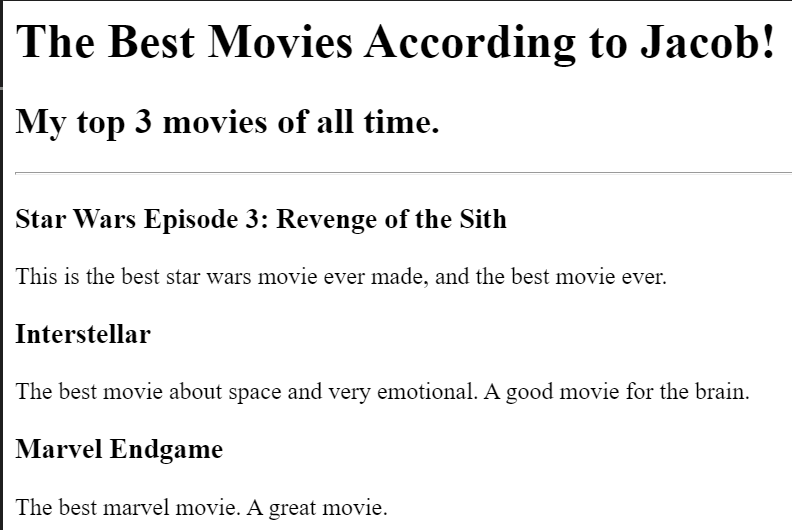 The Best Movies According to Jacob!
My top 3 movies of all time.
Star Wars Episode 3: Revenge of the Sith
This is the best star wars movie ever made, and the best movie ever.
Interstellar
The best movie about space and very emotional. A good movie for the brain.
Marvel Endgame
The best marvel movie. A great movie.